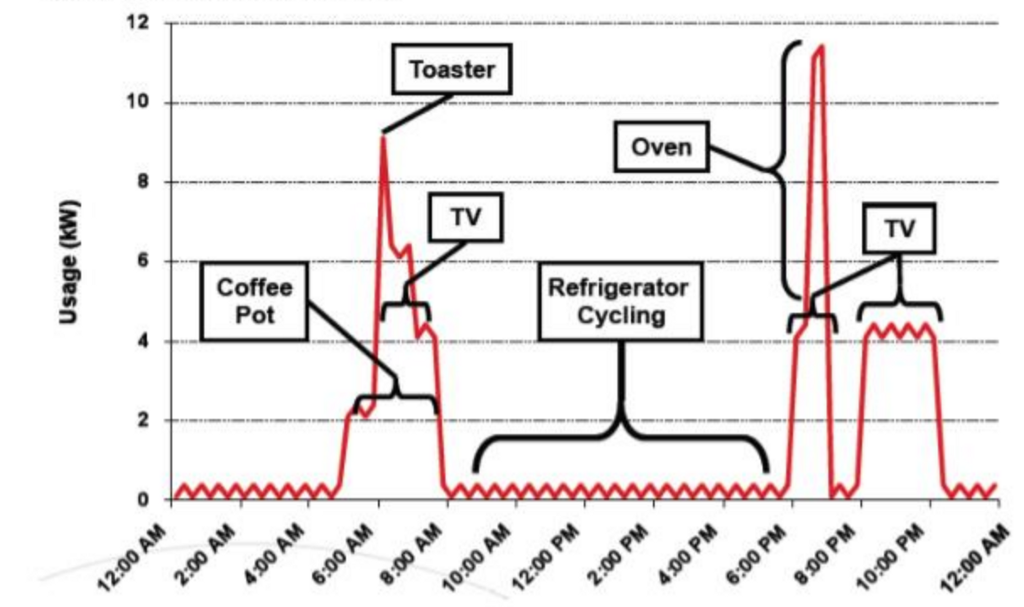 12
Toaster
10
Oven
8
TV
TV
6
Usage (kW)
Coffee
Pot
Refrigerator
Cycling
4
2
0
12:00 AM
2:00 AM
4:00 AM
6:00 AM
8:00 AM
10:00 AM
12:00 PM
2:00 PM
4:00 PM
6:00 PM
8:00 PM
10:00 PM
12:00 AM